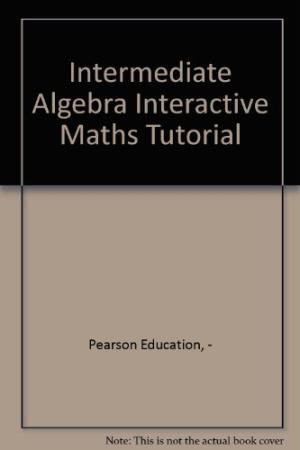 Intermediate
Algebra Interactive
Maths Tutorial
Pearson Education, -
Note: This is not the actual book cover